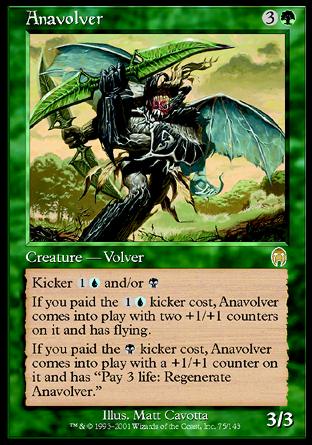 Anavolver 3
Creature — Volver
Kicker 1 and/or
If you paid the 1 kicker cost, Anavolver
comes into play with two +1/+1 counters
on it and has flying.
If you paid the kicker cost, Anavolver
comes into play with a +1/+1 counter on
it and has “Pay 3 life: Regenerate
Anavolver.”
Illus. Matt Cavotta
3/3
™ & © 1993–2001 Wizards of the Coast, Inc. 75/143